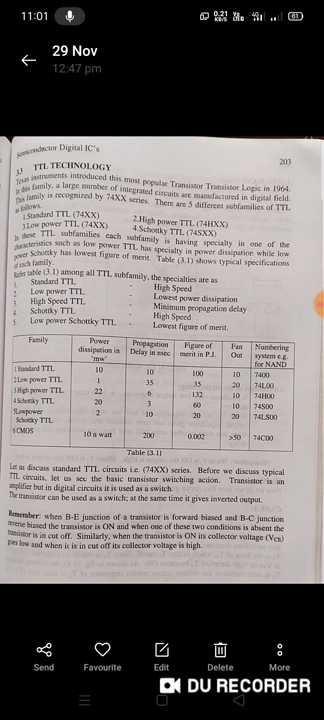 11:01
0.21 KB/S Vo LTED 4G 81
29 Nov
12:47 pm
Semiconductor Digital IC's
203
3.3 TTL TECHNOLOGY
Texas instruments introduced this most popular Transistor Transistor Logic in 1964.
In this family, a large number of integrated circuits are manufactured in digital field.
This family is recognized by 74XX series. There are 5 different subfamilies of TTL
as follows.
1.Standard TTL (74XX) 2.High power TTL (74HXX)
3.Low power TTL (74XX) 4.Schottky TTL (74SXX)
In these TTL subfamilies each subfamily is having specialty in one of the
characteristics such as low power TTL has specialty in power dissipation while low
power Schottky has lowest figure of merit. Table (3.1) shows typical specifications
of each family.
Refer table (3.1) among all TTL subfamily, the specialties are as
1. Standard TTL - High Speed
2. Low power TTL - Lowest power dissipation
3. High Speed TTL - Minimum propagation delay
4. Schottky TTL - High Speed
5. Low power Schottky TTL - Lowest figure of merit.
Family Power dissipation in 'mw' Propagation Delay in nsec Figure of merit in P.J. Fan Out Numbering system e.g. for NAND
1 Standard TTL 10 10 100 10 7400
2 Low power TTL 1 35 35 20 74L00
3 High power TTL 22 6 132 10 74H00
4 Schottky TTL 20 3 60 10 74S00
5Lowpower Schottky TTL 2 10 20 20 74LS00
6 CMOS 10 n watt 200 0.002 >50 74C00
Table (3.1)
Let us discuss standard TTL circuits i.e. (74XX) series. Before we discuss typical
TTL circuits, let us see the basic transistor switching acion. Transistor is an
amplifier but in digital circuits it is used as a switch.
The transistor can be used as a switch; at the same time it gives inverted output.
Remember: when B-E junction of a transistor is forward biased and B-C junction
reverse biased the transistor is ON and when one of these two conditions is absent the
transistor is in cut off. Similarly, when the transistor is ON its collector voltage (VCE)
goes low and when it is in cut off its collector voltage is high.
Send Favourite Edit Delete More
DU RECORDER